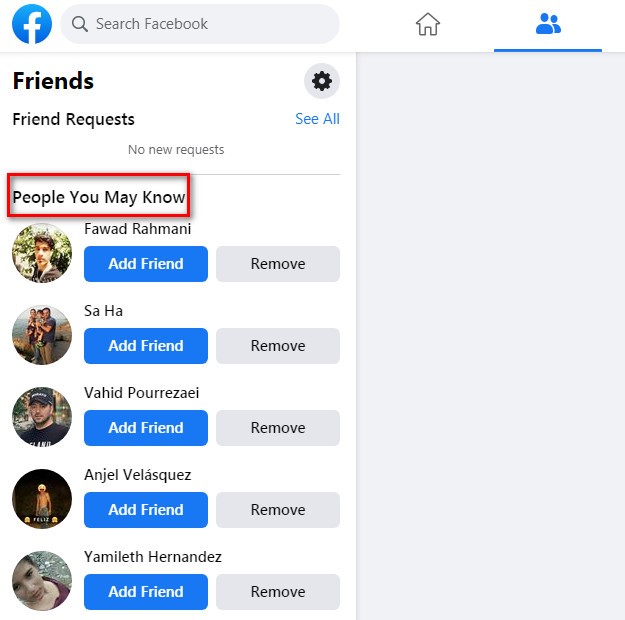 Search Facebook
Friends
Friend Requests
See All
No new requests
People You May Know
Fawad Rahmani
Add Friend
Remove
Sa Ha
Add Friend
Remove
Vahid Pourrezaei
Add Friend
Remove
Anjel Velásquez
FELIZ
Add Friend
Remove
Yamileth Hernandez
Add Friend
Remove